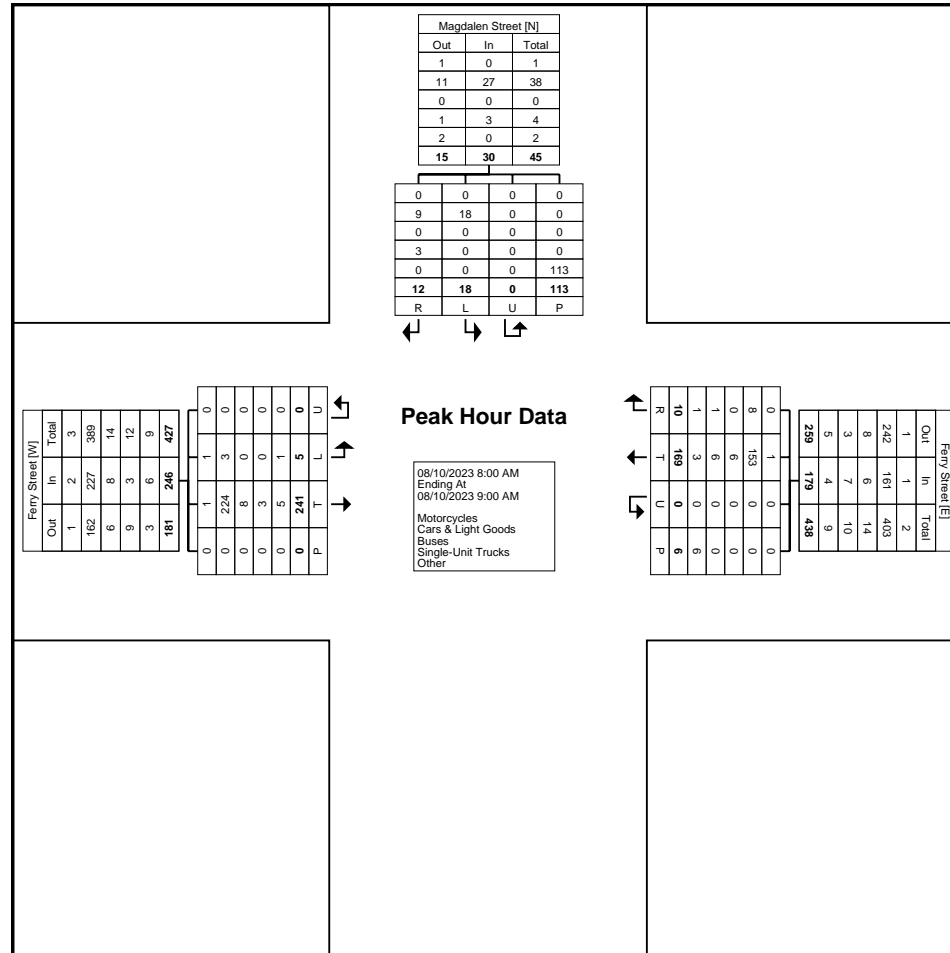 Magdalen Street [N]
Out In Total
1 0 1
11 27 38
0 0 0
1 3 4
2 0 2
15 30 45
0 0 0 0
9 18 0 0
0 0 0 0
3 0 0 0
0 0 0 113
12 18 0 113
R L U P
Ferry Street [W]
Out In Total
1 2 3
162 227 389
6 8 14
9 3 12
3 6 9
181 246 427
0 1 1 0
0 224 3 0
0 8 0 0
0 3 0 0
0 5 1 0
0 241 5 0
P T L U
Peak Hour Data
08/10/2023 8:00 AM
Ending At
08/10/2023 9:00 AM
Motorcycles
Cars & Light Goods
Buses
Single-Unit Trucks
Other
Ferry Street [E]
Out In Total
1 1 2
242 161 403
8 6 14
3 7 10
5 4 9
259 179 438
0 1 0 0
8 153 0 0
0 6 0 0
1 6 0 0
1 3 0 6
10 169 0 6
R T U P